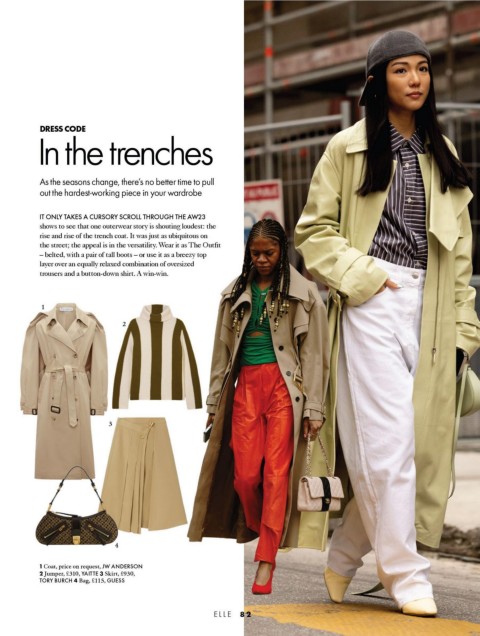 DRESS CODE
In the trenches
As the seasons change, there's no better time to pull
out the hardest-working piece in your wardrobe
IT ONLY TAKES A CURSORY SCROLL THROUGH THE AW23
shows to see that one outerwear story is shouting loudest: the
rise and rise of the trench coat. It was just as ubiquitous on
the street; the appeal is in the versatility. Wear it as The Outfit
– belted, with a pair of tall boots – or use it as a breezy top
layer over an equally relaxed combination of oversized
trousers and a button-down shirt. A win-win.
1
2
3
4
1 Coat, price on request, JW ANDERSON
2 Jumper, £310, YAITTE 3 Skirt, £930,
TORY BURCH 4 Bag, £115, GUESS
ELLE 82